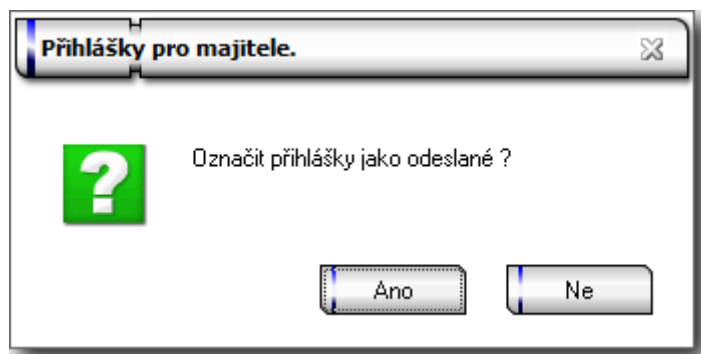 Přihlášky pro majitele.
Označit přihlášky jako odeslané ?
Ano
Ne